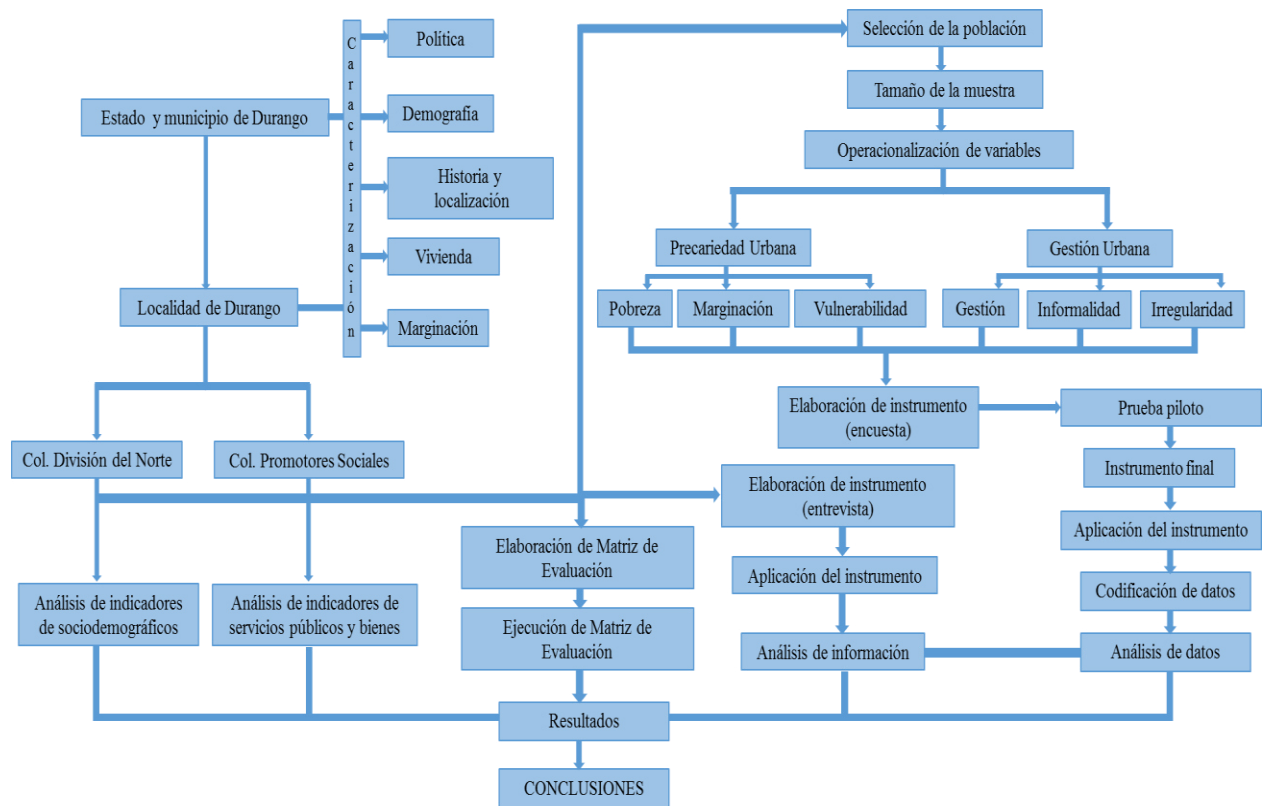 Estado y municipio de Durango
Localidad de Durango
Caracterización
Política
Demografía
Historia y
localización
Vivienda
Marginación
Col. División del Norte
Col. Promotores Sociales
Análisis de indicadores
de sociodemográficos
Análisis de indicadores de
servicios públicos y bienes
Selección de la población
Tamaño de la muestra
Operacionalización de variables
Precariedad Urbana
Gestión Urbana
Pobreza
Marginación
Vulnerabilidad
Gestión
Informalidad
Irregularidad
Elaboración de instrumento
(encuesta)
Prueba piloto
Instrumento final
Aplicación del instrumento
Codificación de datos
Análisis de datos
Elaboración de instrumento
(entrevista)
Aplicación del instrumento
Análisis de información
Elaboración de Matriz de
Evaluación
Ejecución de Matriz de
Evaluación
Resultados
CONCLUSIONES